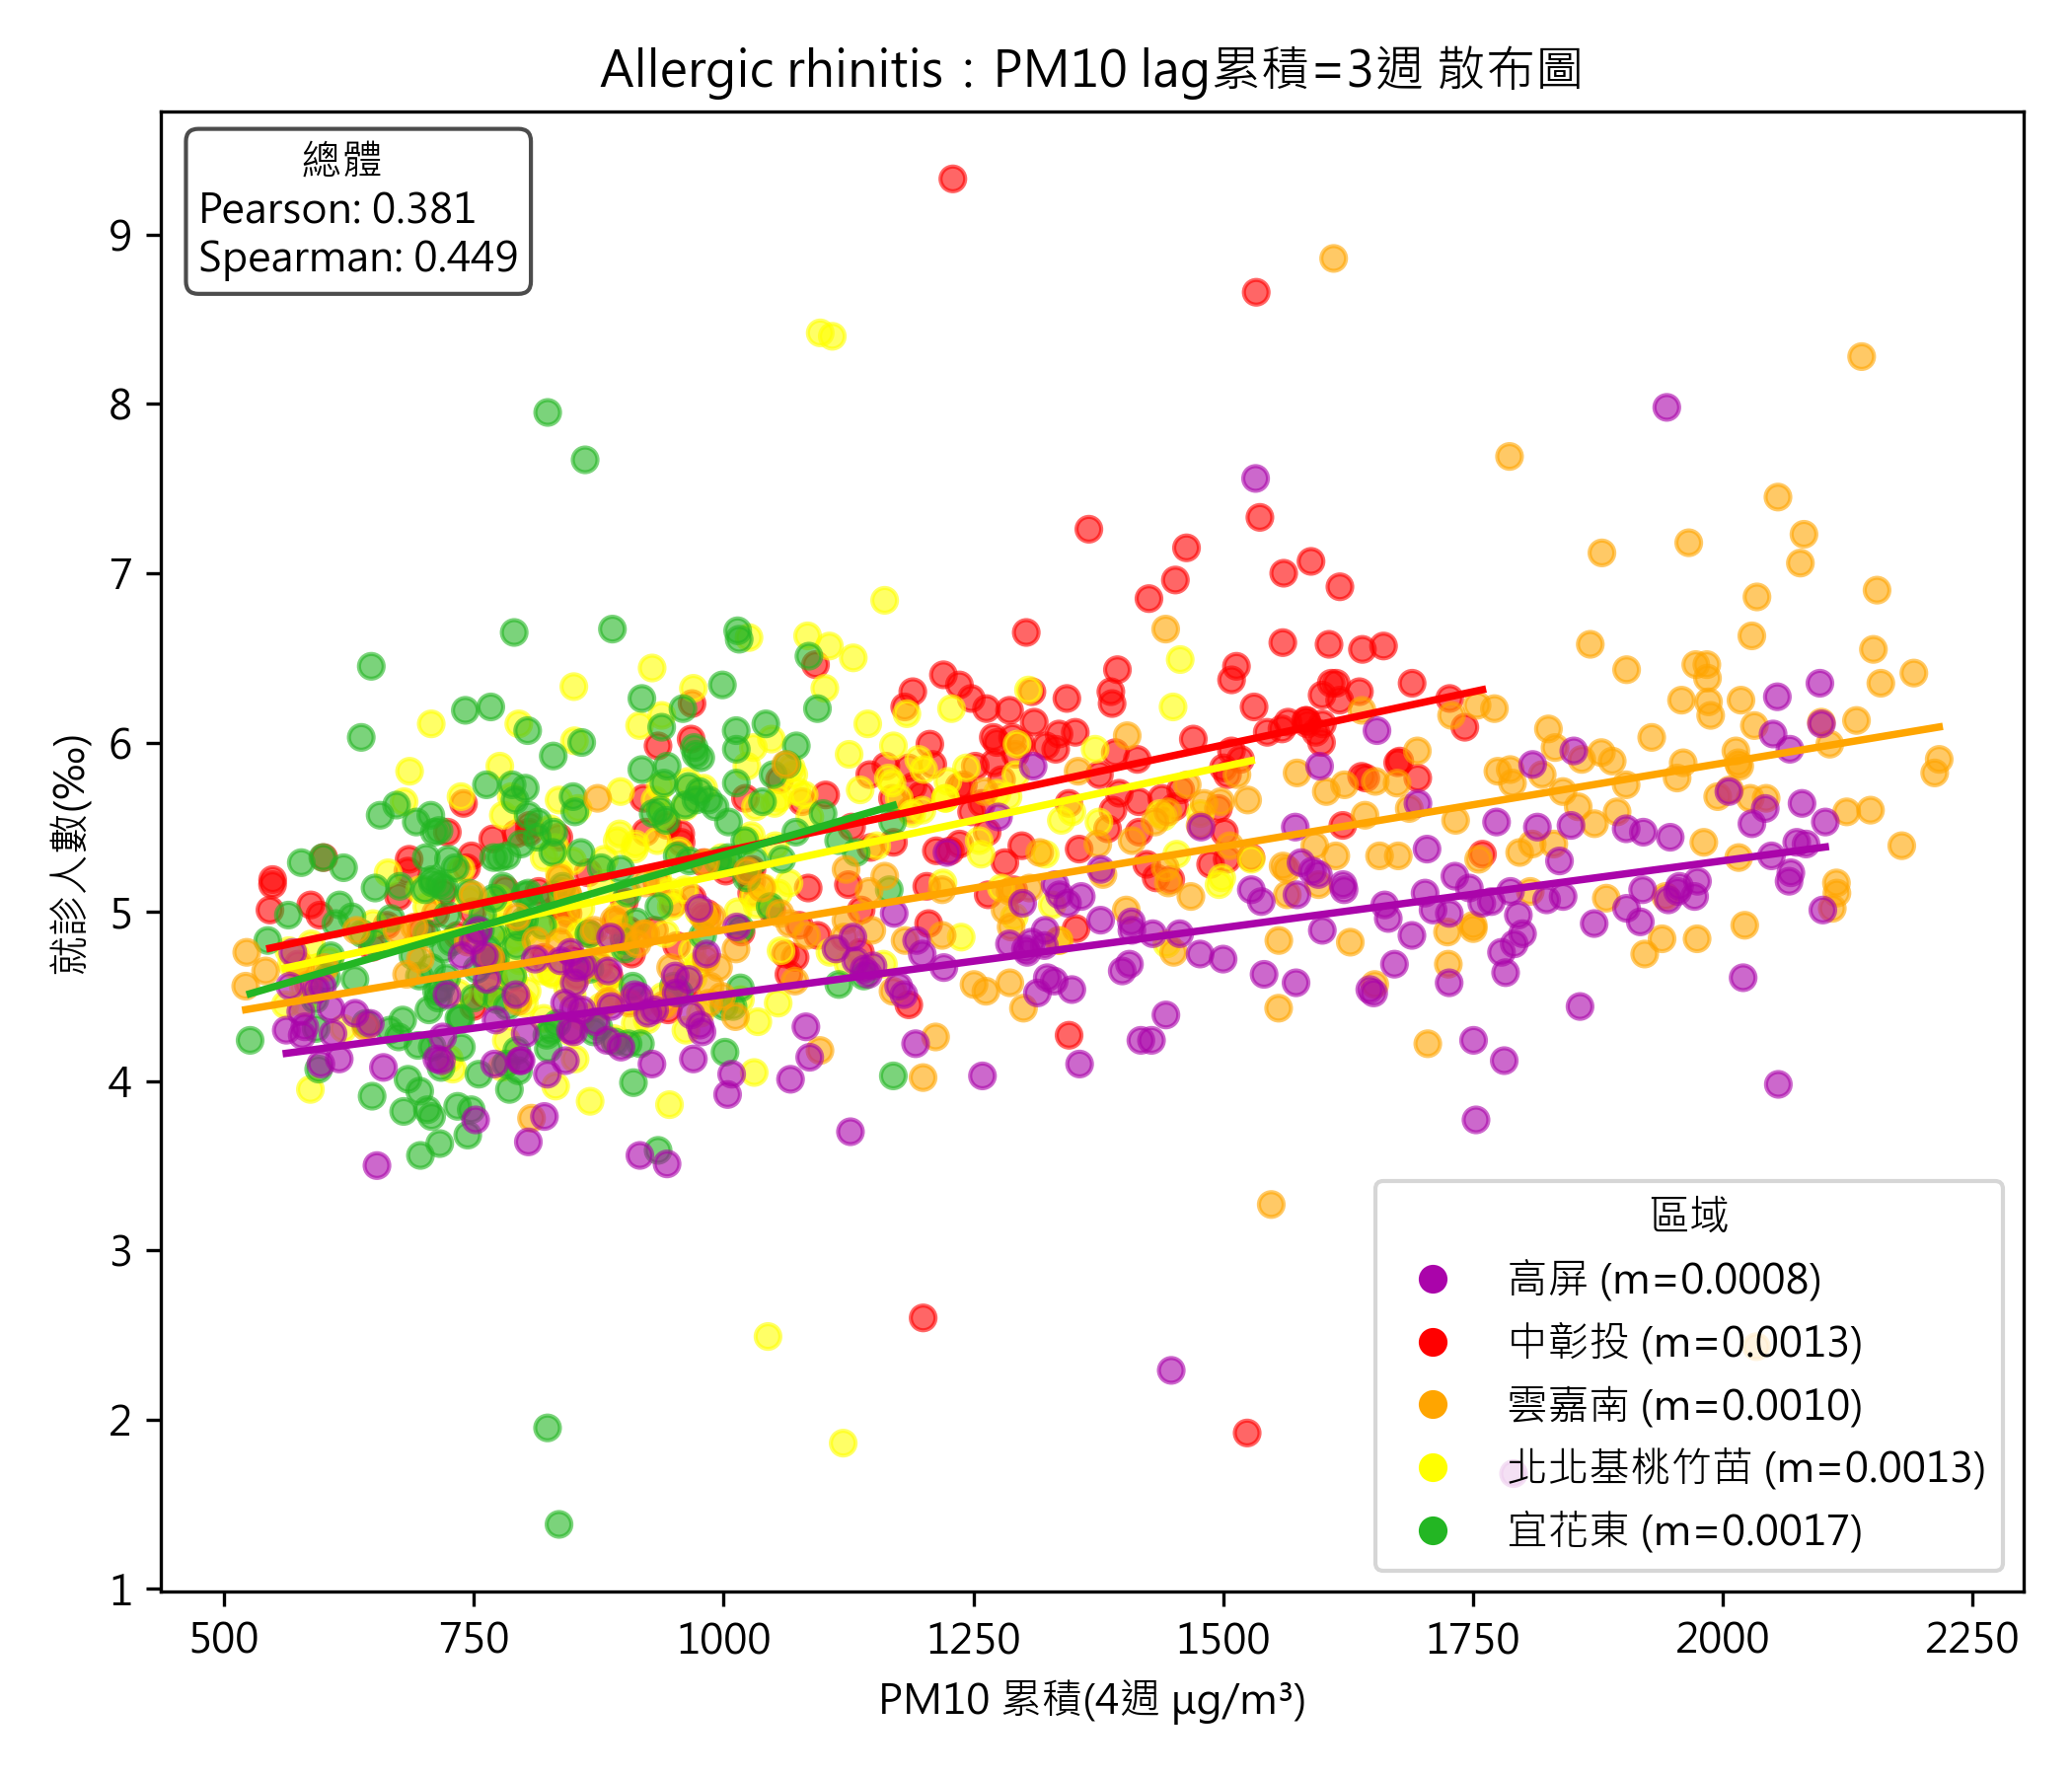 Allergic rhinitis：PM10 lag累積=3週 散布圖
總體
Pearson: 0.381
Spearman: 0.449
就診人數(‰)
9
8
7
6
5
4
3
2
1
區域
高屏 (m=0.0008)
中彰投 (m=0.0013)
雲嘉南 (m=0.0010)
北北基桃竹苗 (m=0.0013)
宜花東 (m=0.0017)
500 750 1000 1250 1500 1750 2000 2250
PM10 累積(4週 μg/m³)